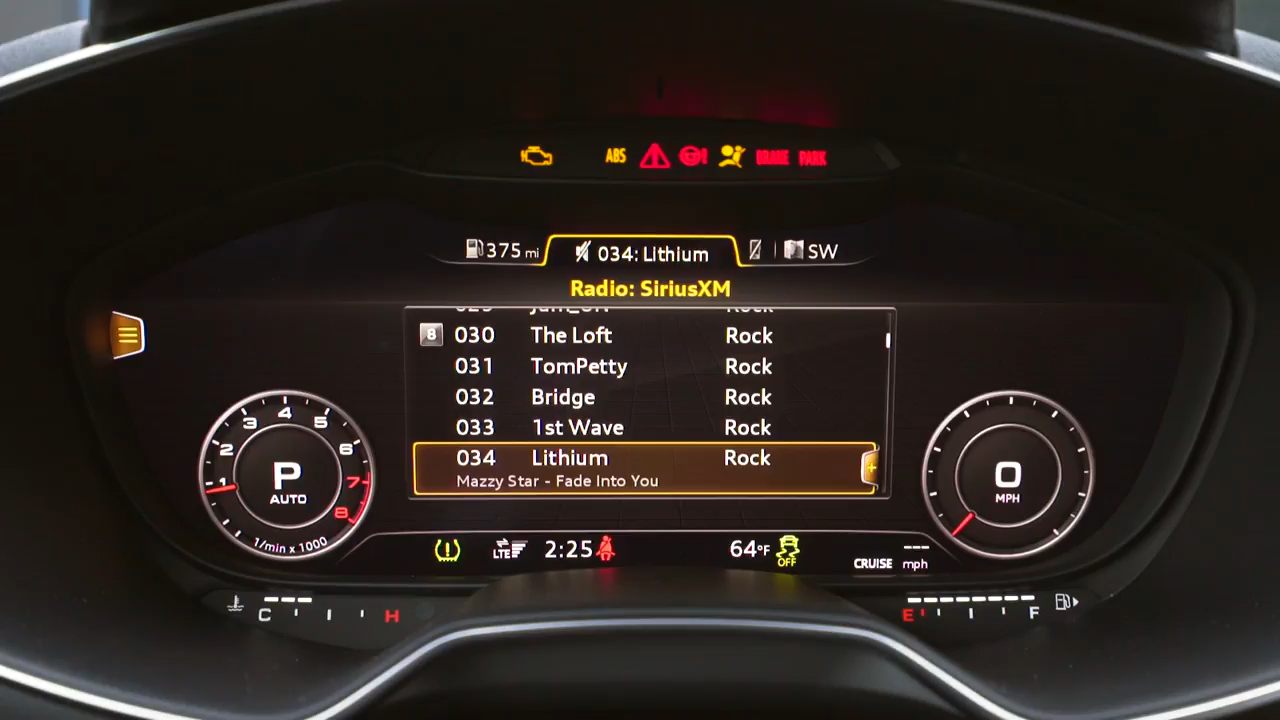 ABS BRAKE PARK
375 mi 034: Lithium SW
Radio: SiriusXM
8 030 The Loft Rock
031 TomPetty Rock
032 Bridge Rock
033 1st Wave Rock
034 Lithium Rock +
Mazzy Star - Fade Into You
1 2 3 4 5 6 7 8
P
AUTO
1/min x 1000
0
MPH
LTE 2:25 64°F OFF CRUISE --- mph
C H
E F